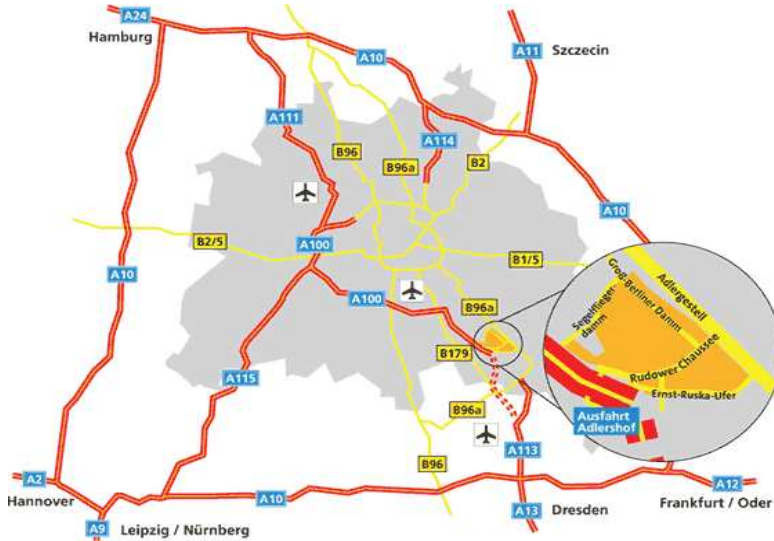 A24
Hamburg
A10
A11
Szczecin
A111
A114
B96
B96a
B2
A10
B2/5
A100
B1/5
A10
A100
B96a
B179
A115
B96a
B96
A113
Segelflieger-
damm
Groß-Berliner Damm
Adlergestell
Rudower Chaussee
Ernst-Ruska-Ufer
Ausfahrt
Adlershof
A2
Hannover
A9
Leipzig / Nürnberg
A10
A13
Dresden
A12
Frankfurt / Oder